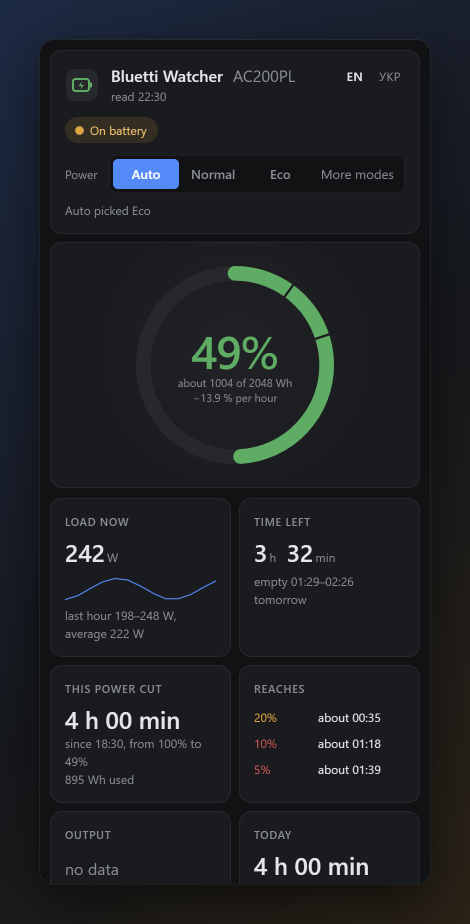 Bluetti Watcher AC200PL EN УКР
read 22:30
On battery
Power Auto Normal Eco More modes
Auto picked Eco
49%
about 1004 of 2048 Wh
−13.9 % per hour
LOAD NOW
242 W
last hour 198–248 W,
average 222 W
TIME LEFT
3 h 32 min
empty 01:29–02:26
tomorrow
THIS POWER CUT
4 h 00 min
since 18:30, from 100% to
49%
895 Wh used
REACHES
20% about 00:35
10% about 01:18
5% about 01:39
OUTPUT
no data
TODAY
4 h 00 min